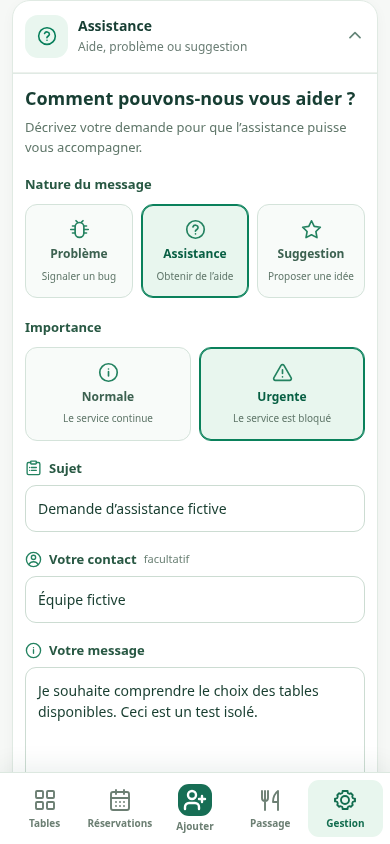 Assistance
Aide, problème ou suggestion
Comment pouvons-nous vous aider ?
Décrivez votre demande pour que l’assistance puisse
vous accompagner.
Nature du message
Problème
Signaler un bug
Assistance
Obtenir de l’aide
Suggestion
Proposer une idée
Importance
Normale
Le service continue
Urgente
Le service est bloqué
Sujet
Demande d’assistance fictive
Votre contact facultatif
Équipe fictive
Votre message
Je souhaite comprendre le choix des tables
disponibles. Ceci est un test isolé.
Tables
Réservations
Ajouter
Passage
Gestion